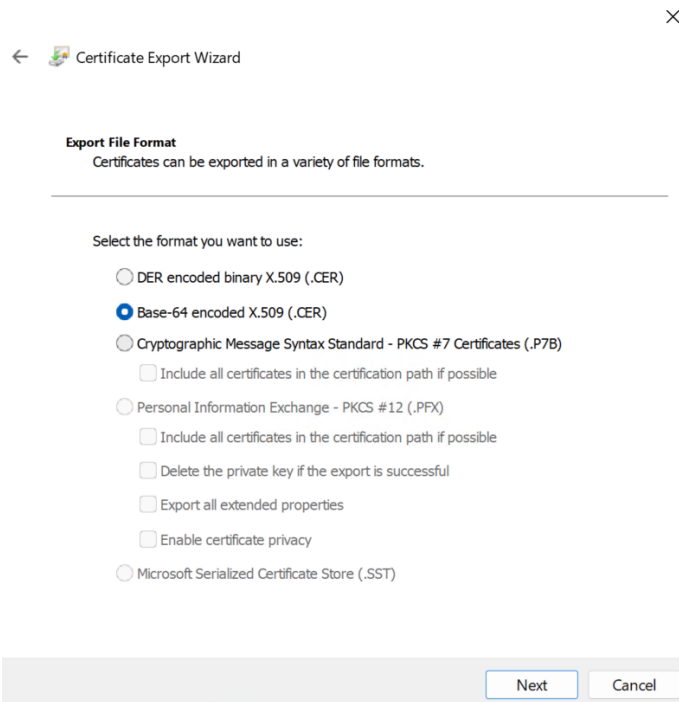 Certificate Export Wizard
Export File Format
Certificates can be exported in a variety of file formats.
Select the format you want to use:
DER encoded binary X.509 (.CER)
Base-64 encoded X.509 (.CER)
Cryptographic Message Syntax Standard - PKCS #7 Certificates (.P7B)
Include all certificates in the certification path if possible
Personal Information Exchange - PKCS #12 (.PFX)
Include all certificates in the certification path if possible
Delete the private key if the export is successful
Export all extended properties
Enable certificate privacy
Microsoft Serialized Certificate Store (.SST)
Next Cancel